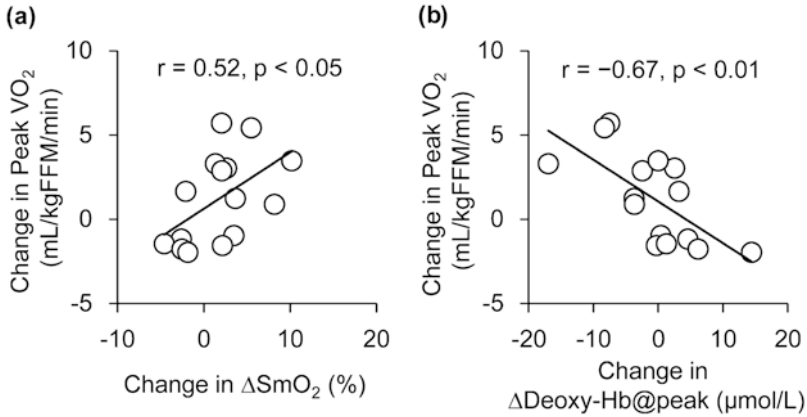 (a)
r = 0.52, p < 0.05
Change in Peak VO₂
(mL/kgFFM/min)
10
5
0
-5
-10
0
10
20
Change in ΔSmO₂ (%)
(b)
r = −0.67, p < 0.01
Change in Peak VO₂
(mL/kgFFM/min)
10
5
0
-5
-20
-10
0
10
20
Change in
ΔDeoxy-Hb@peak (μmol/L)